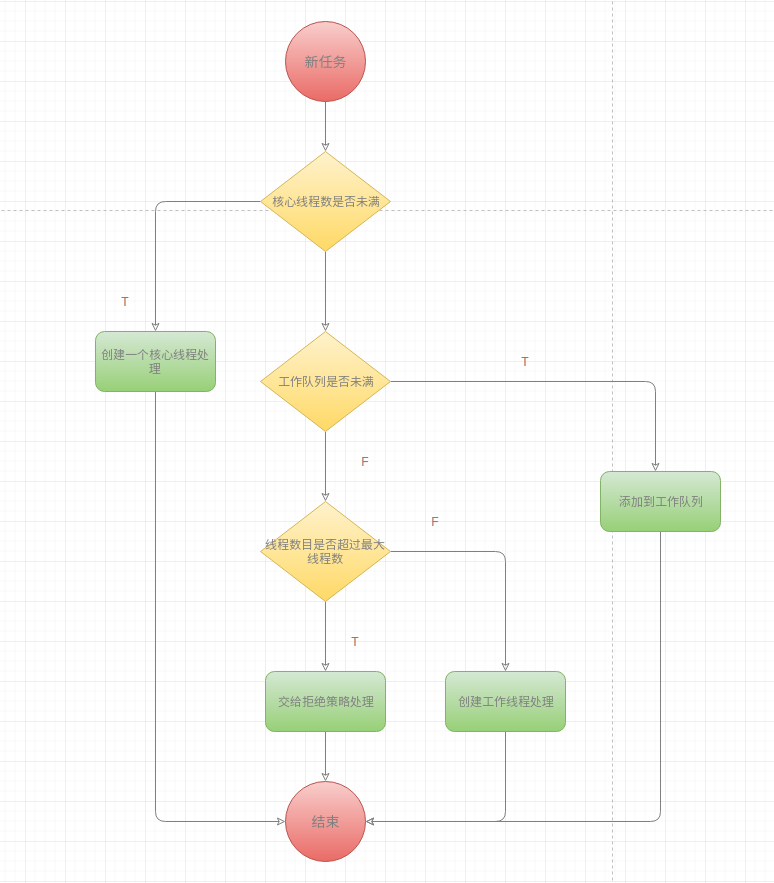 新任务
核心线程数是否未满
T
创建一个核心线程处
理
工作队列是否未满
T
F
添加到工作队列
线程数目是否超过最大
线程数
F
T
交给拒绝策略处理
创建工作线程处理
结束